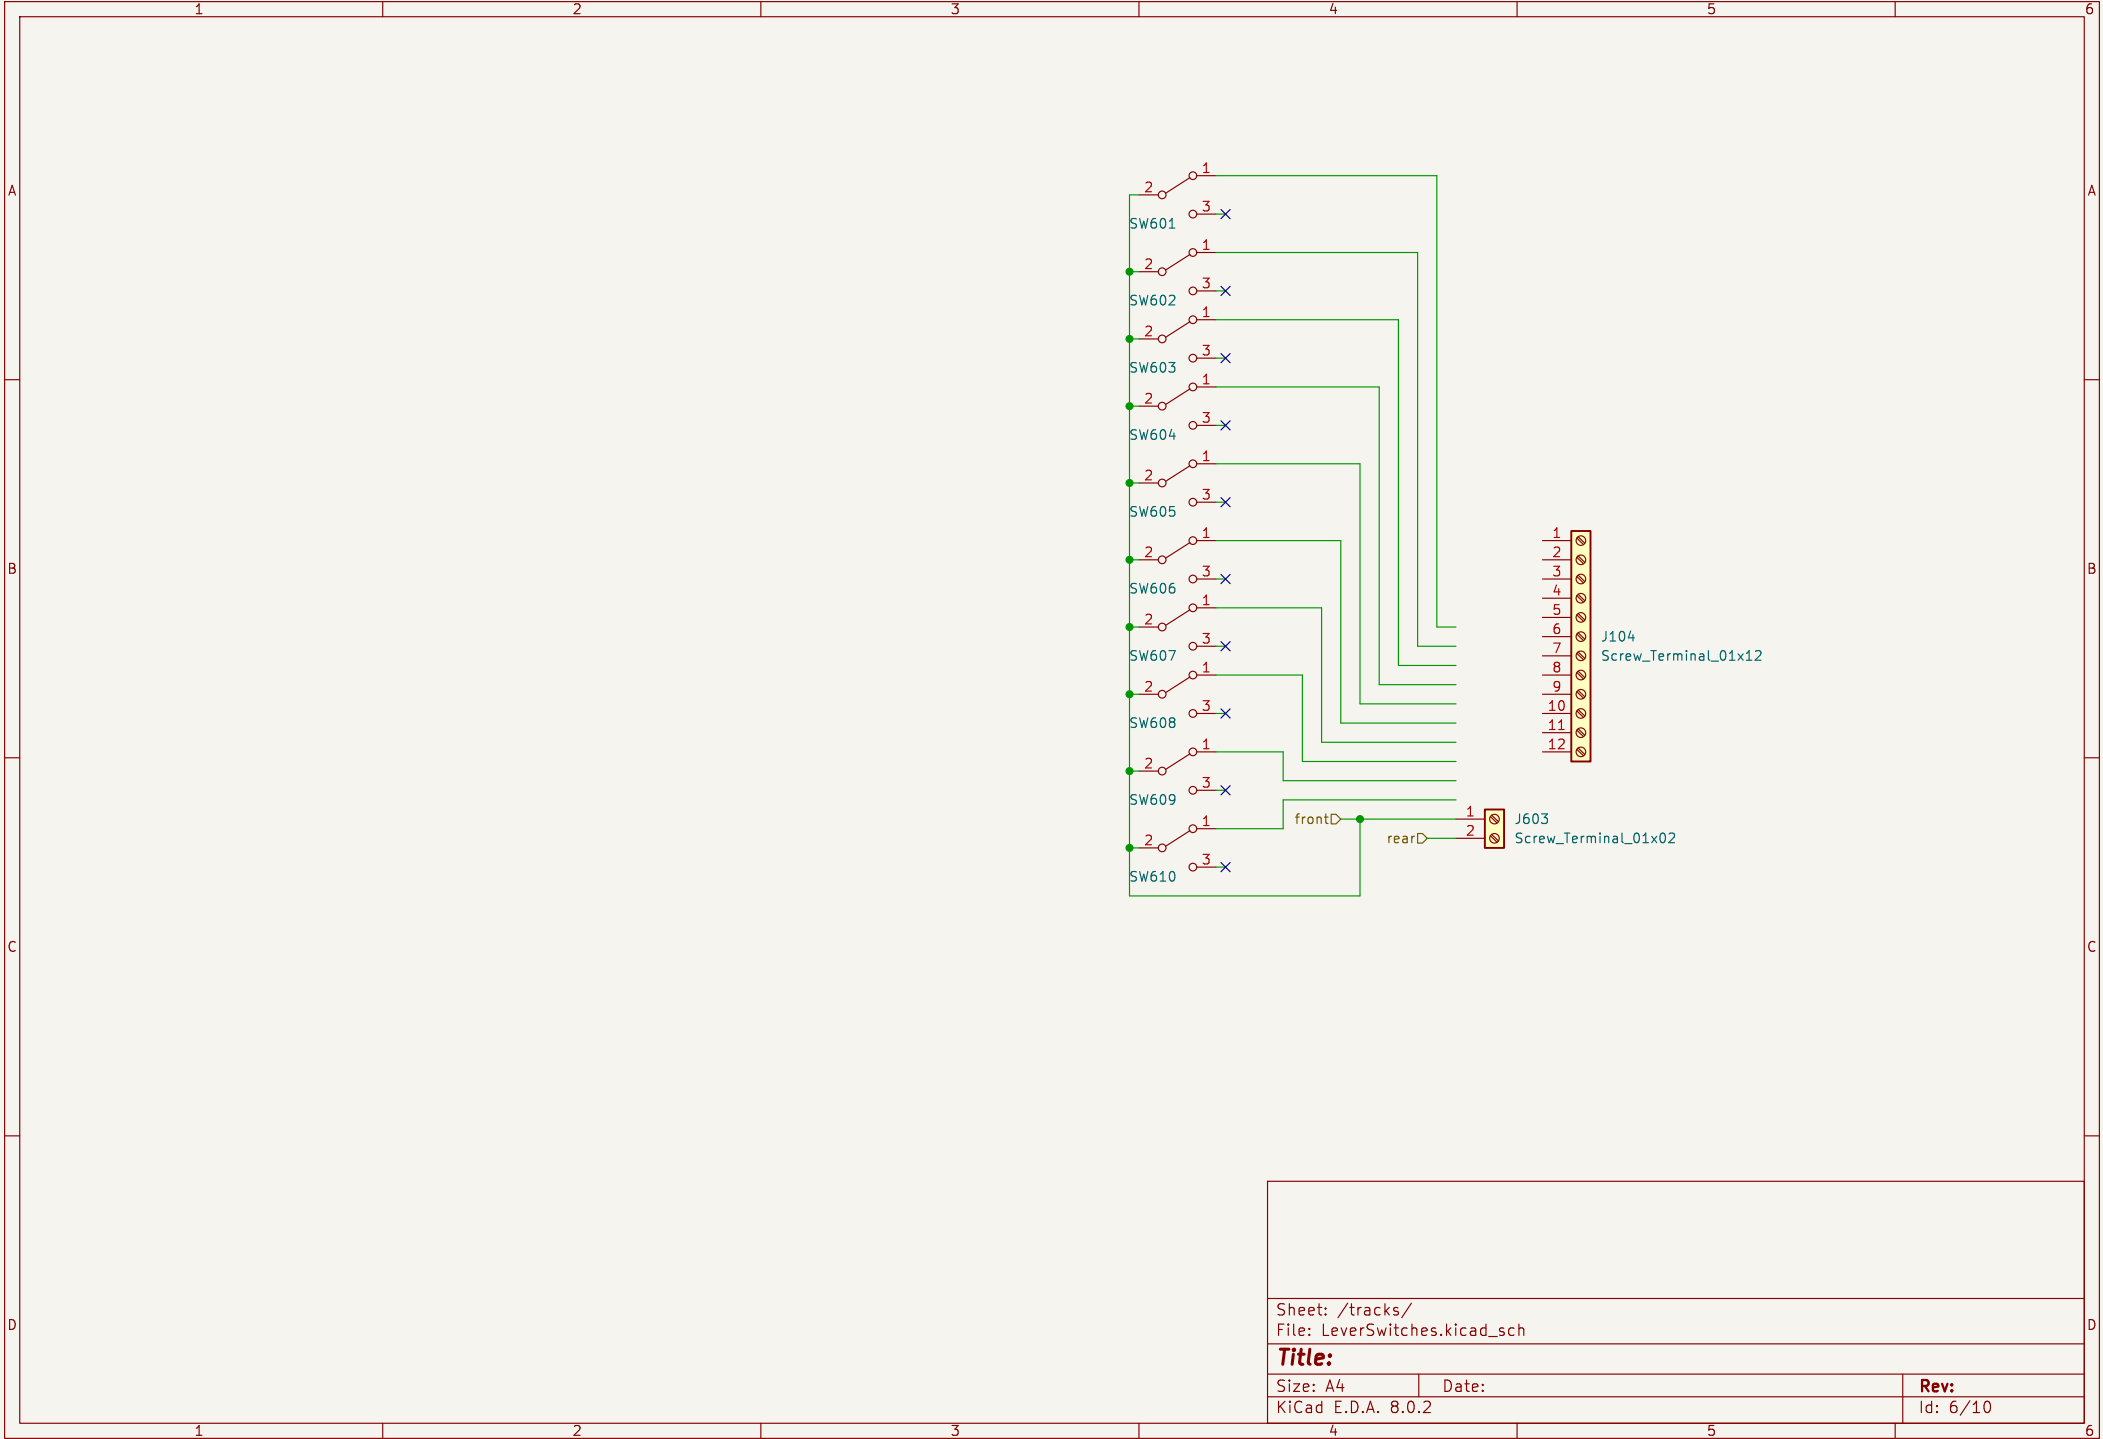 1 2 3 4 5 6
A A
1
2
3
SW601
1
2
3
SW602
1
2
3
SW603
1
2
3
SW604
1
2
3
SW605
1
2
3
SW606
1
2
3
SW607
1
2
3
SW608
1
2
3
SW609
1
2
3
SW610
B B
1
2
3
4
5
6
7
8
9
10
11
12
J104
Screw_Terminal_01x12
front
rear
1
2
J603
Screw_Terminal_01x02
C C
D D
Sheet: /tracks/
File: LeverSwitches.kicad_sch
Title:
Size: A4 Date: Rev:
KiCad E.D.A. 8.0.2 Id: 6/10
1 2 3 4 5 6